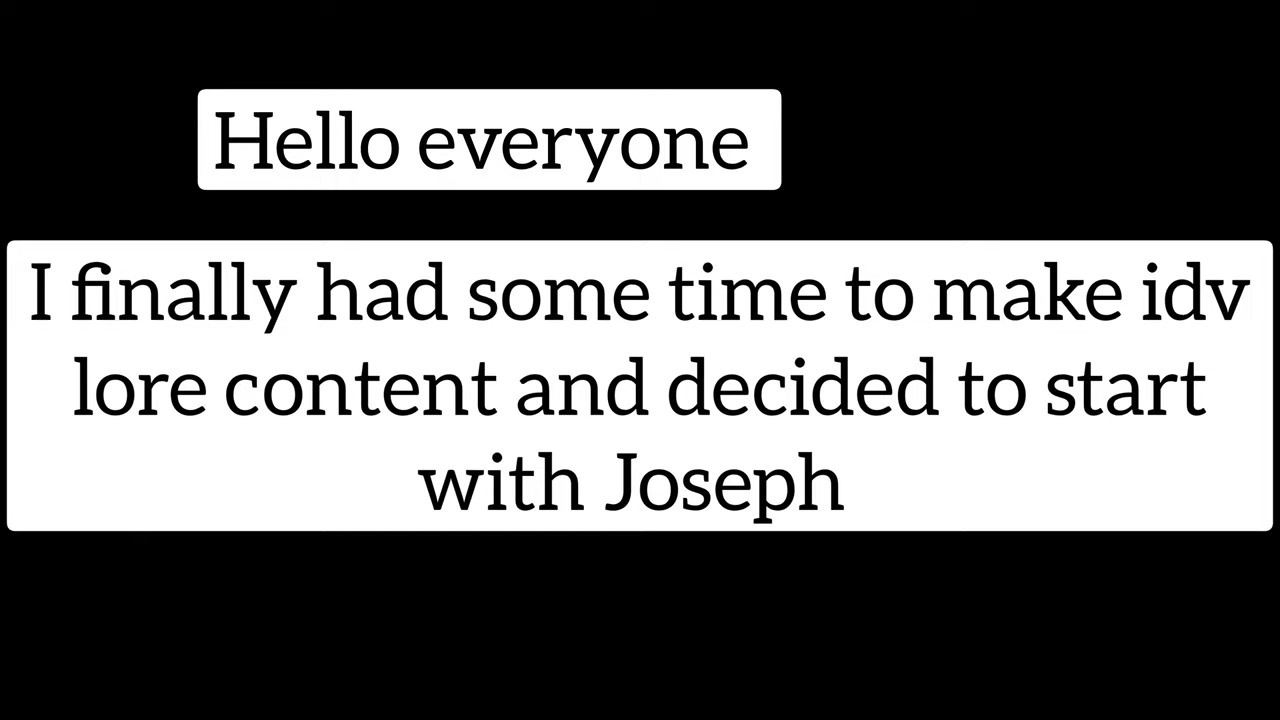 Hello everyone
I finally had some time to make idv
lore content and decided to start
with Joseph